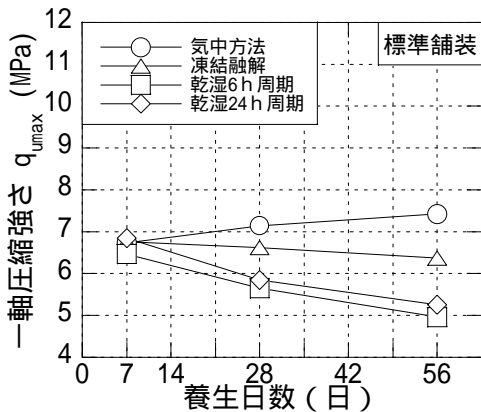 12
11
10
9
8
7
6
5
4
0 7 14 28 42 56
一軸圧縮強さ qumax (MPa)
養生日数(日)
気中方法
凍結融解
乾湿6h周期
乾湿24h周期
標準舗装